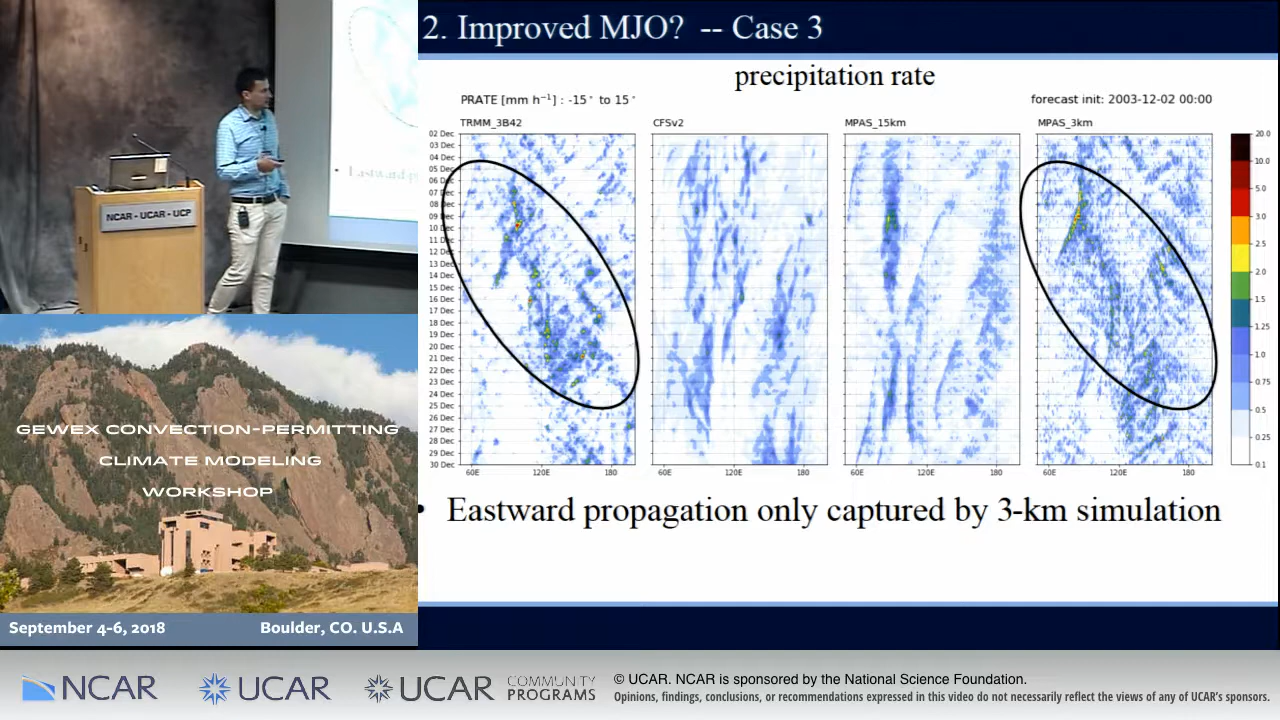 2. Improved MJO? -- Case 3
precipitation rate
PRATE [mm h⁻¹] : -15° to 15°
forecast init: 2003-12-02 00:00
TRMM_3B42
CFSv2
MPAS_15km
MPAS_3km
02 Dec
03 Dec
04 Dec
05 Dec
06 Dec
07 Dec
08 Dec
09 Dec
10 Dec
11 Dec
12 Dec
13 Dec
14 Dec
15 Dec
16 Dec
17 Dec
18 Dec
19 Dec
20 Dec
21 Dec
22 Dec
23 Dec
24 Dec
25 Dec
26 Dec
27 Dec
28 Dec
29 Dec
30 Dec
60E 120E 180
60E 120E 180
60E 120E 180
60E 120E 180
20.0
10.0
5.0
3.0
2.5
2.0
1.5
1.25
1.0
0.75
0.5
0.25
0.1
• Eastward propagation only captured by 3-km simulation
NCAR - UCAR - UCP
GEWEX CONVECTION-PERMITTING
CLIMATE MODELING
WORKSHOP
September 4-6, 2018
Boulder, CO. U.S.A
NCAR
UCAR
UCAR COMMUNITY PROGRAMS
© UCAR. NCAR is sponsored by the National Science Foundation.
Opinions, findings, conclusions, or recommendations expressed in this video do not necessarily reflect the views of any of UCAR's sponsors.